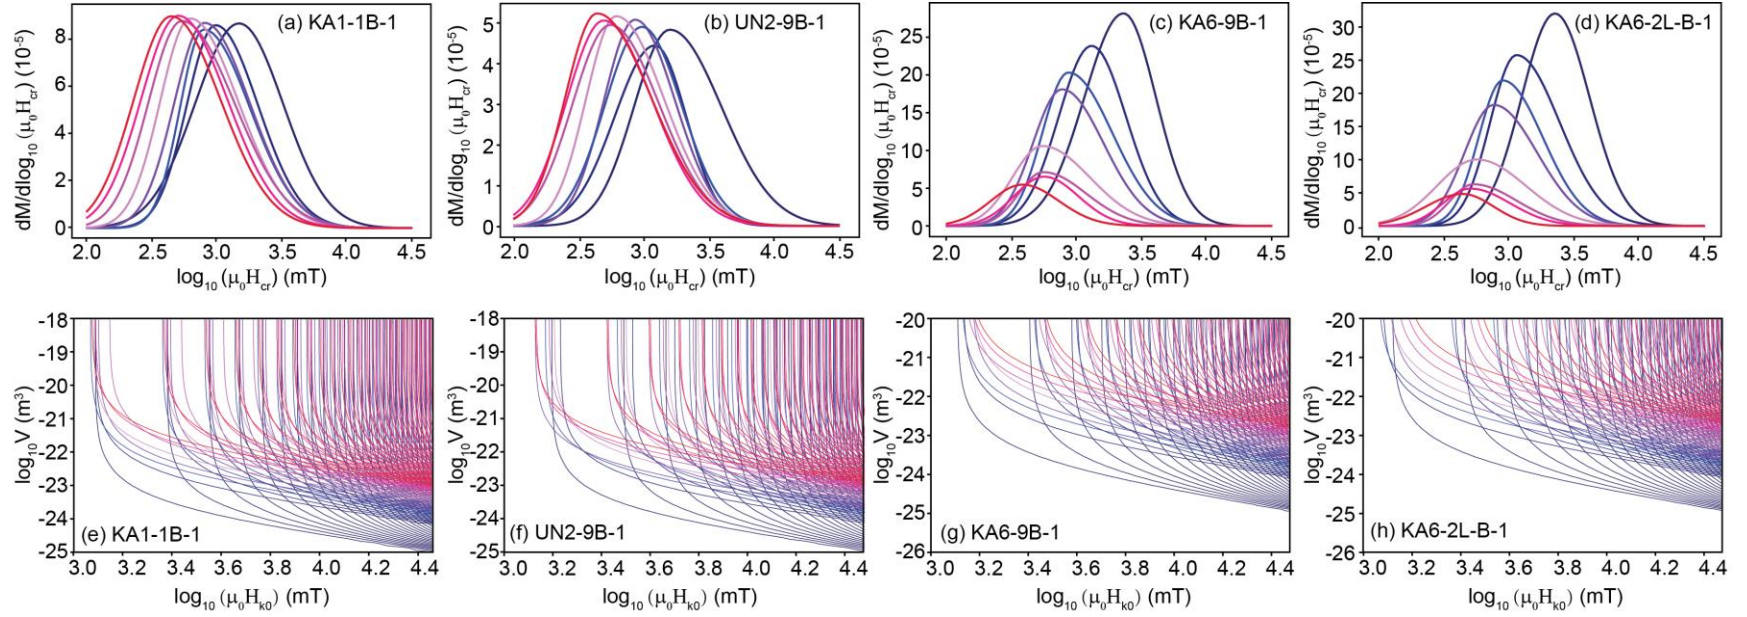 (a) KA1-1B-1
dM/dlog₁₀ (μ₀Hcr) (10⁻⁵)
8
6
4
2
0
2.0 2.5 3.0 3.5 4.0 4.5
log₁₀ (μ₀Hcr) (mT)
(b) UN2-9B-1
dM/dlog₁₀ (μ₀Hcr) (10⁻⁵)
5
4
3
2
1
0
2.0 2.5 3.0 3.5 4.0 4.5
log₁₀ (μ₀Hcr) (mT)
(c) KA6-9B-1
dM/dlog₁₀ (μ₀Hcr) (10⁻⁵)
25
20
15
10
5
0
2.0 2.5 3.0 3.5 4.0 4.5
log₁₀ (μ₀Hcr) (mT)
(d) KA6-2L-B-1
dM/dlog₁₀ (μ₀Hcr) (10⁻⁵)
30
25
20
15
10
5
0
2.0 2.5 3.0 3.5 4.0 4.5
log₁₀ (μ₀Hcr) (mT)
log₁₀V (m³)
-18
-19
-20
-21
-22
-23
-24
-25
(e) KA1-1B-1
3.0 3.2 3.4 3.6 3.8 4.0 4.2 4.4
log₁₀ (μ₀Hk0) (mT)
log₁₀V (m³)
-18
-19
-20
-21
-22
-23
-24
-25
(f) UN2-9B-1
3.0 3.2 3.4 3.6 3.8 4.0 4.2 4.4
log₁₀ (μ₀Hk0) (mT)
log₁₀V (m³)
-20
-21
-22
-23
-24
-25
-26
(g) KA6-9B-1
3.0 3.2 3.4 3.6 3.8 4.0 4.2 4.4
log₁₀ (μ₀Hk0) (mT)
log₁₀V (m³)
-20
-21
-22
-23
-24
-25
-26
(h) KA6-2L-B-1
3.0 3.2 3.4 3.6 3.8 4.0 4.2 4.4
log₁₀ (μ₀Hk0) (mT)